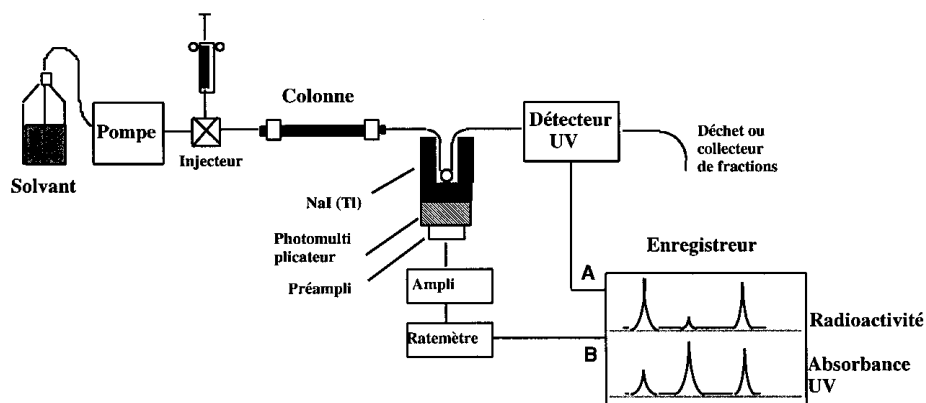 Solvant
Pompe
Injecteur
Colonne
NaI (Tl)
Photomulti
plicateur
Préampli
Ampli
Ratemètre
Détecteur
UV
Déchet ou
collecteur
de fractions
Enregistreur
A
B
Radioactivité
Absorbance
UV